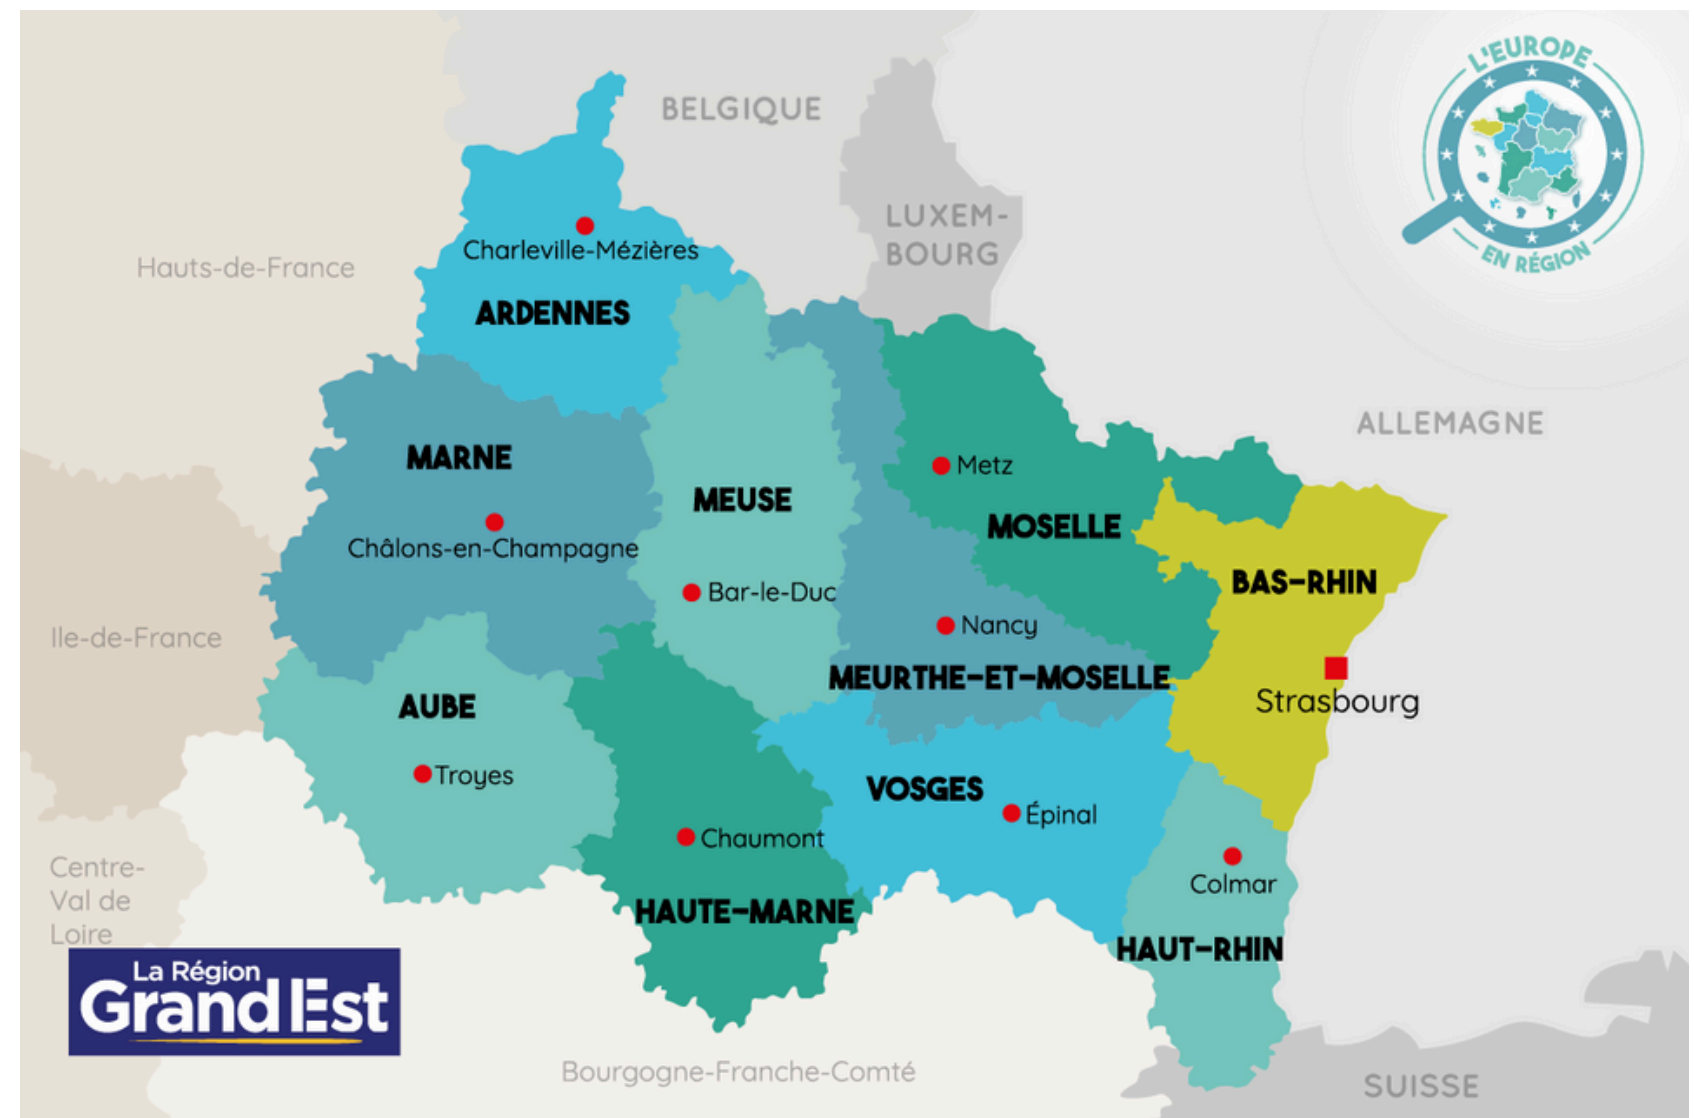 L'EUROPE
EN RÉGION
BELGIQUE
LUXEM-
BOURG
Hauts-de-France
Charleville-Mézières
ARDENNES
ALLEMAGNE
MARNE
Metz
MEUSE
Châlons-en-Champagne
MOSELLE
BAS-RHIN
Bar-le-Duc
Nancy
Ile-de-France
MEURTHE-ET-MOSELLE
Strasbourg
AUBE
Troyes
VOSGES
Épinal
Chaumont
Centre-
Val de
Loire
Colmar
HAUTE-MARNE
HAUT-RHIN
La Région
Grand Est
Bourgogne-Franche-Comté
SUISSE